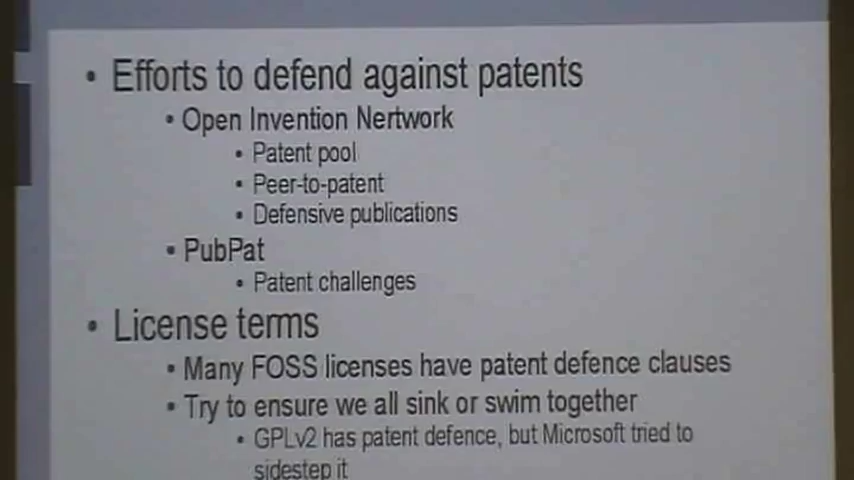 • Efforts to defend against patents
• Open Invention Nertwork
• Patent pool
• Peer-to-patent
• Defensive publications
• PubPat
• Patent challenges
• License terms
• Many FOSS licenses have patent defence clauses
• Try to ensure we all sink or swim together
• GPLv2 has patent defence, but Microsoft tried to
sidestep it